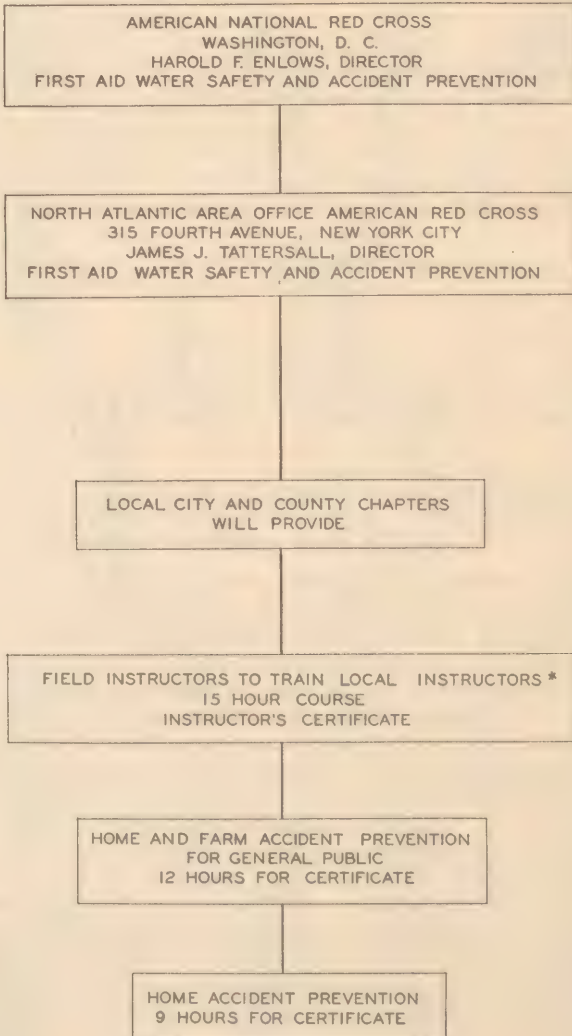 AMERICAN NATIONAL RED CROSS
WASHINGTON, D. C.
HAROLD F. ENLOWS, DIRECTOR
FIRST AID WATER SAFETY AND ACCIDENT PREVENTION
NORTH ATLANTIC AREA OFFICE AMERICAN RED CROSS
315 FOURTH AVENUE, NEW YORK CITY
JAMES J. TATTERSALL, DIRECTOR
FIRST AID WATER SAFETY AND ACCIDENT PREVENTION
LOCAL CITY AND COUNTY CHAPTERS
WILL PROVIDE
FIELD INSTRUCTORS TO TRAIN LOCAL INSTRUCTORS *
15 HOUR COURSE
INSTRUCTOR'S CERTIFICATE
HOME AND FARM ACCIDENT PREVENTION
FOR GENERAL PUBLIC
12 HOURS FOR CERTIFICATE
HOME ACCIDENT PREVENTION
9 HOURS FOR CERTIFICATE